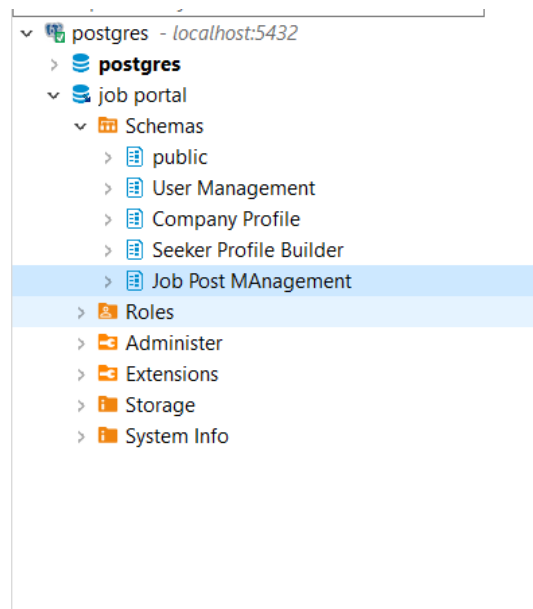 postgres - localhost:5432
postgres
job portal
Schemas
public
User Management
Company Profile
Seeker Profile Builder
Job Post MAnagement
Roles
Administer
Extensions
Storage
System Info